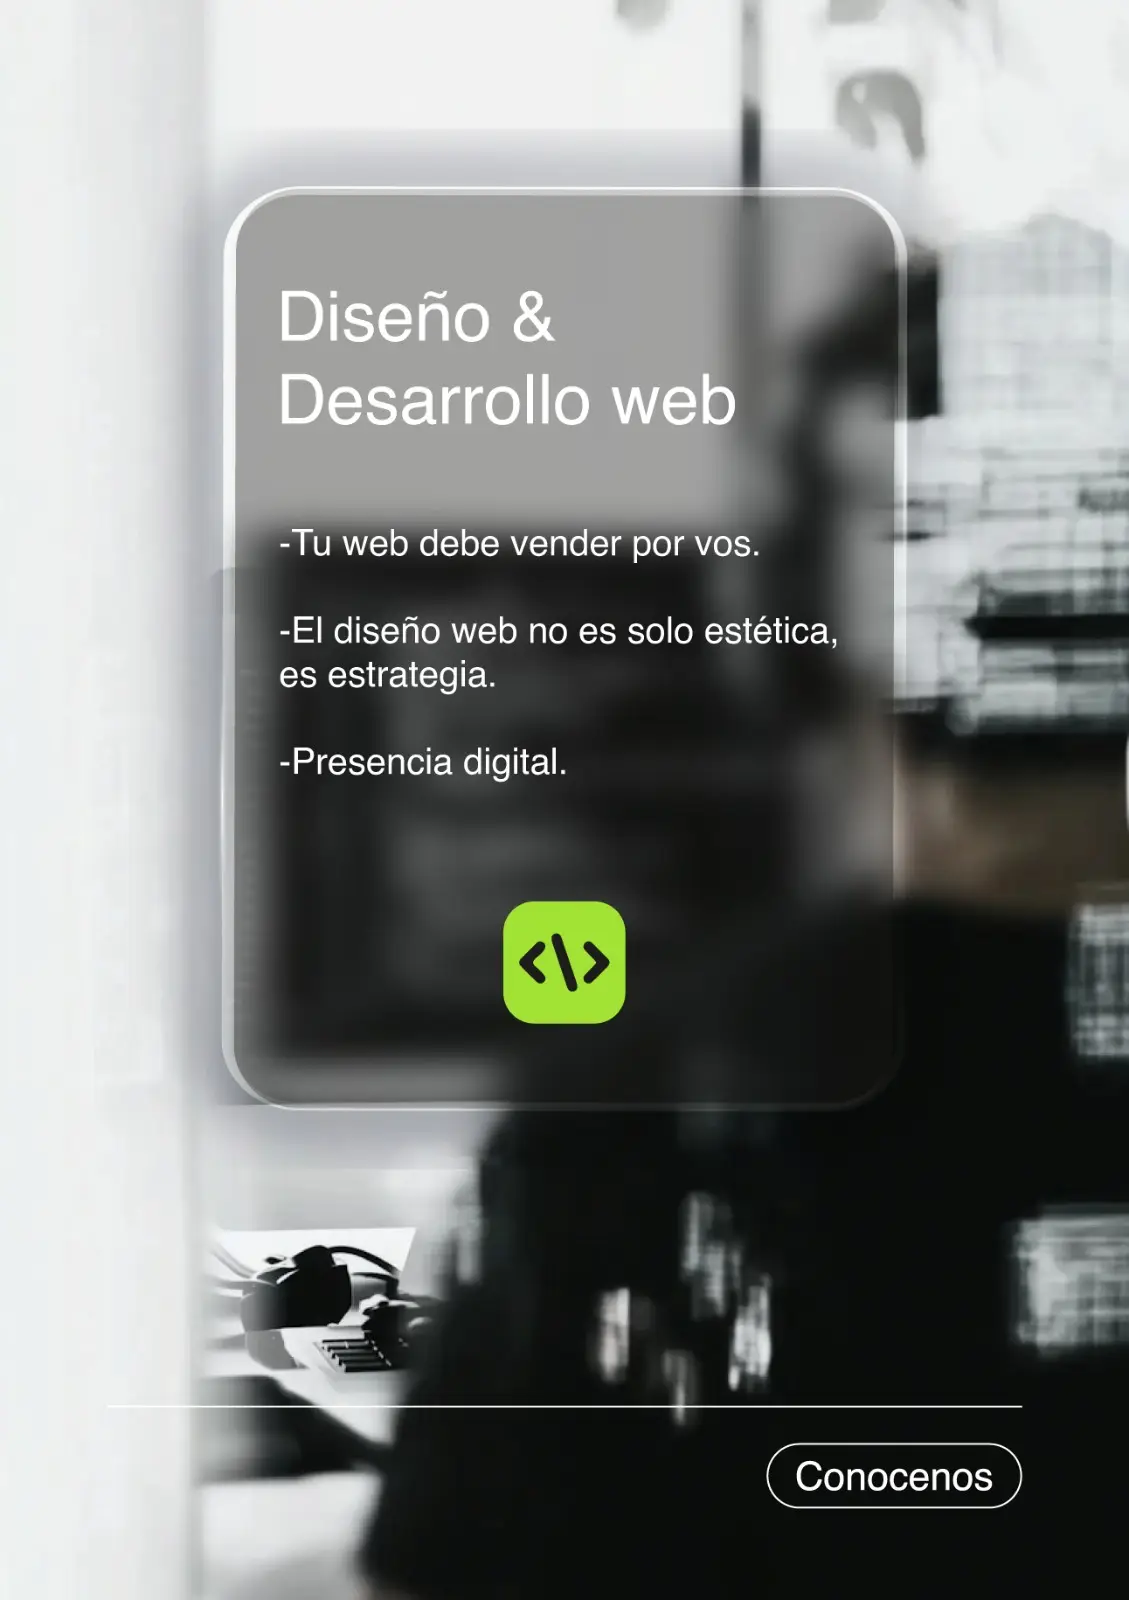 Diseño &
Desarrollo web
-Tu web debe vender por vos.
-El diseño web no es solo estética,
es estrategia.
-Presencia digital.
<\>
Conocenos